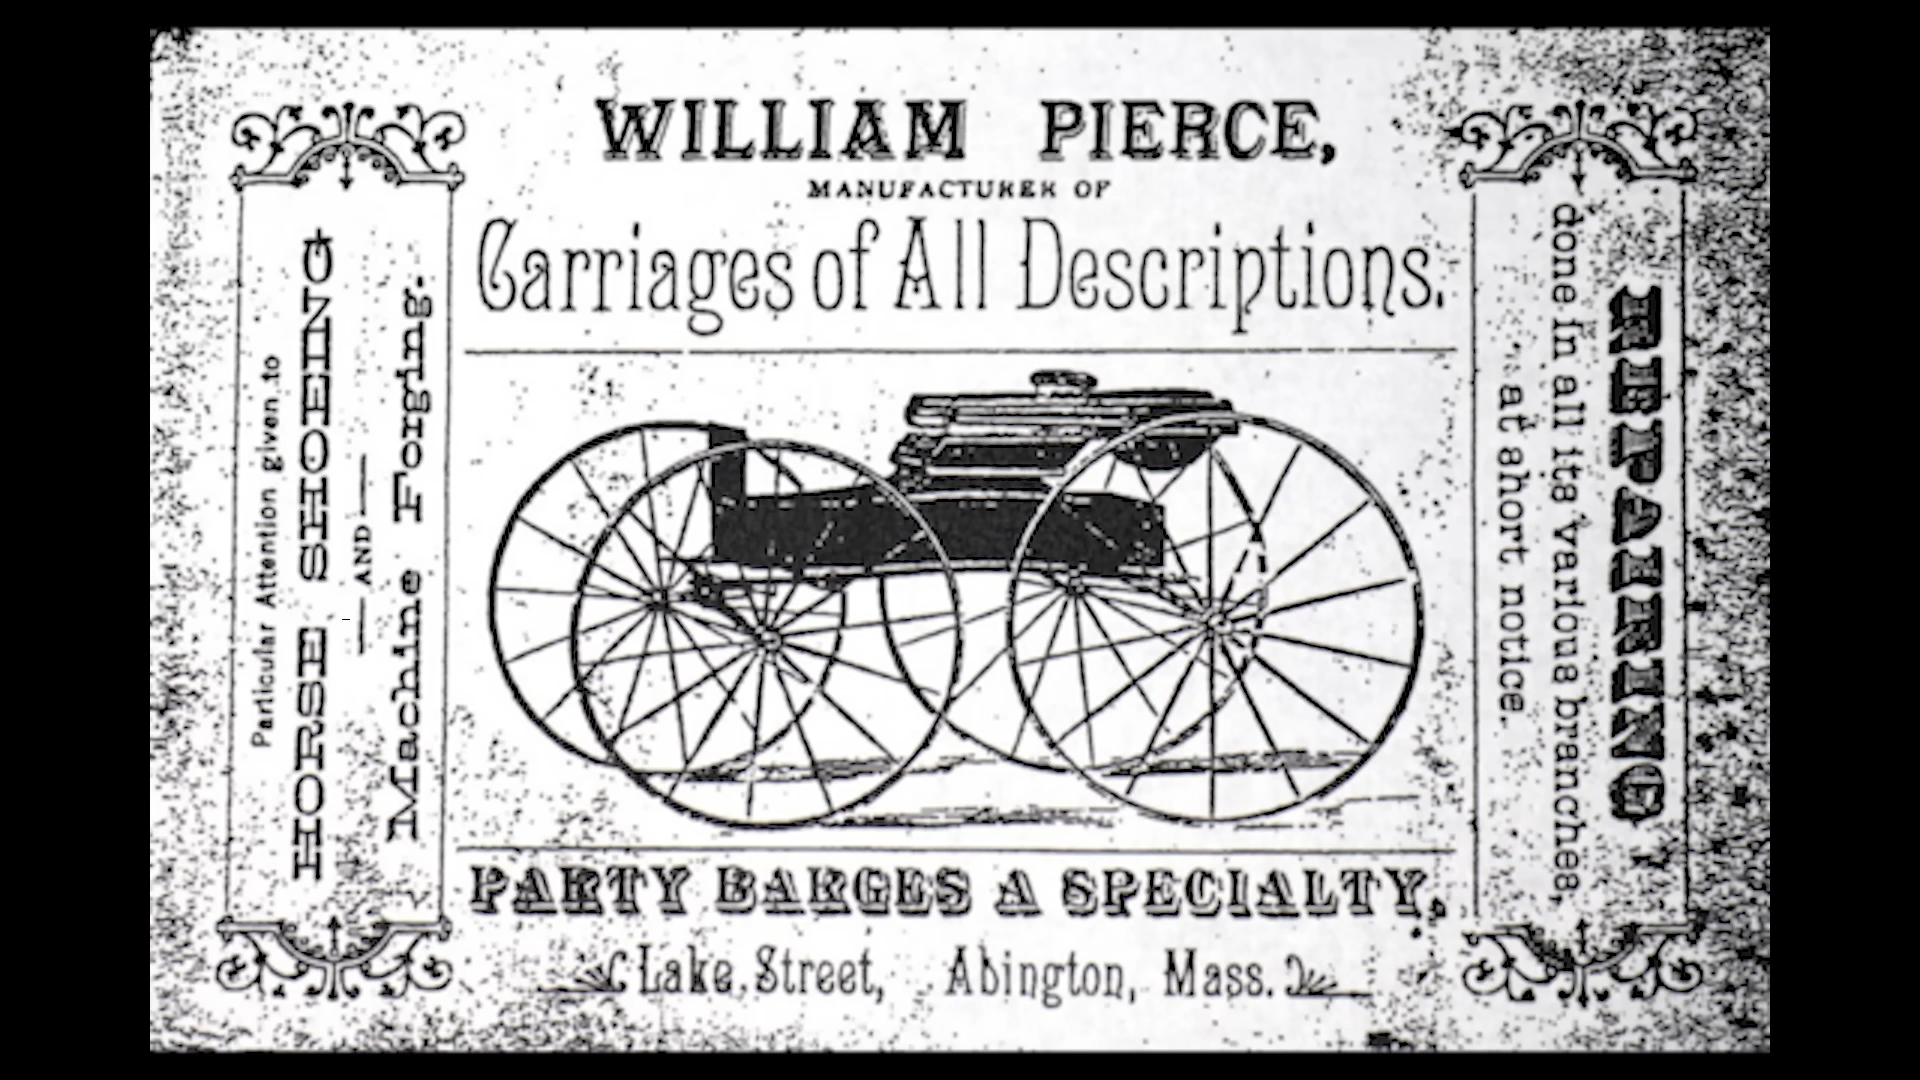 WILLIAM PIERCE,
MANUFACTURER OF
Carriages of All Descriptions.
Particular Attention given to
HORSE SHOEING
AND
Machine Forging.
REPAIRING
done in all its various branches,
at short notice.
PARTY BARGES A SPECIALTY,
Lake Street, Abington, Mass.